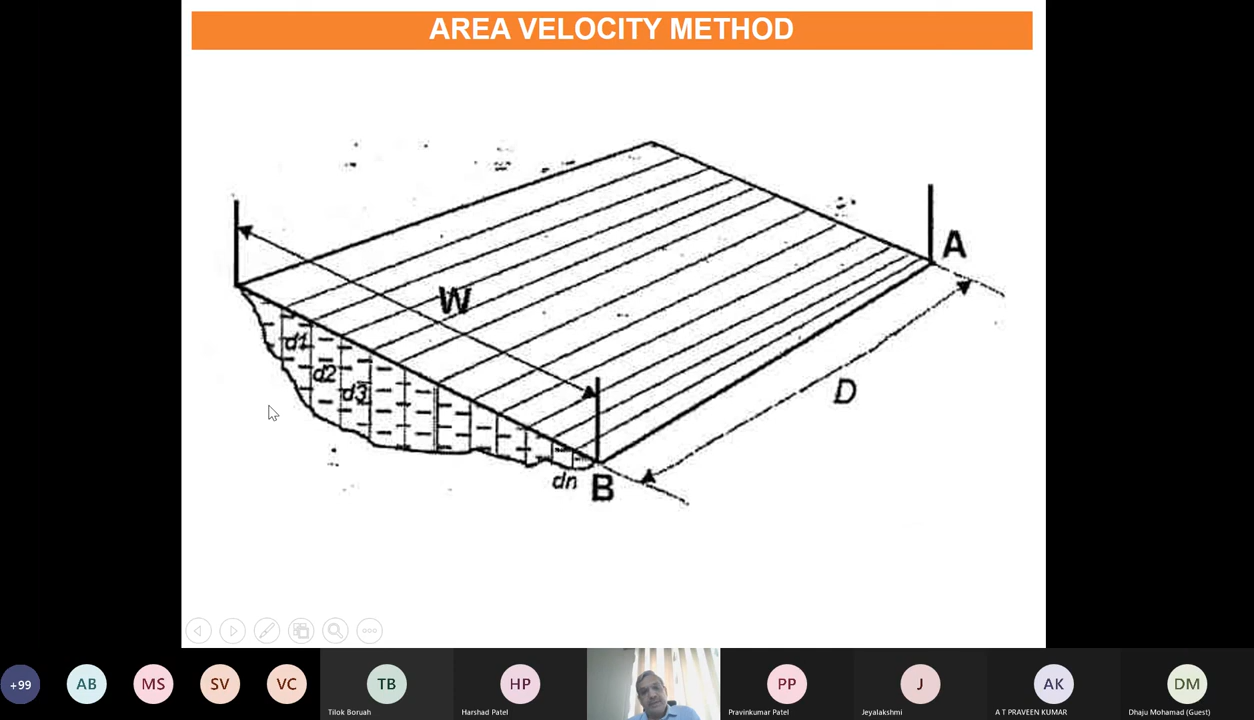 AREA VELOCITY METHOD
A
W
d1
d2
d3
D
dn
B
+99
AB
MS
SV
VC
TB
HP
PP
J
AK
DM
Tilok Boruah
Harshad Patel
Pravinkumar Patel
Jeyalakshmi
A T PRAVEEN KUMAR
Dhaju Mohamad (Guest)